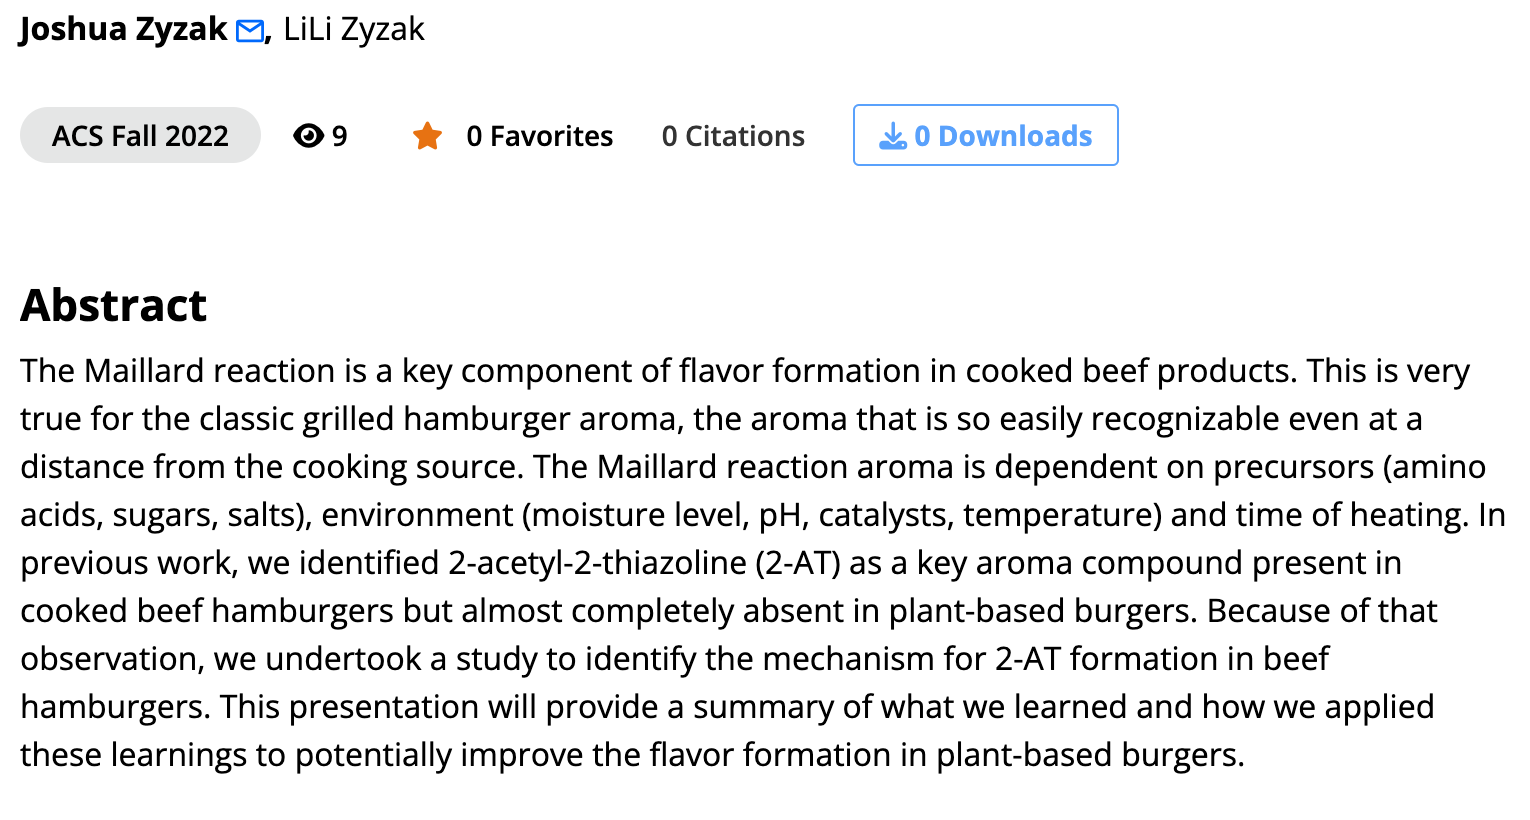 Joshua Zyzak , LiLi Zyzak
ACS Fall 2022 9 0 Favorites 0 Citations 0 Downloads
Abstract
The Maillard reaction is a key component of flavor formation in cooked beef products. This is very
true for the classic grilled hamburger aroma, the aroma that is so easily recognizable even at a
distance from the cooking source. The Maillard reaction aroma is dependent on precursors (amino
acids, sugars, salts), environment (moisture level, pH, catalysts, temperature) and time of heating. In
previous work, we identified 2-acetyl-2-thiazoline (2-AT) as a key aroma compound present in
cooked beef hamburgers but almost completely absent in plant-based burgers. Because of that
observation, we undertook a study to identify the mechanism for 2-AT formation in beef
hamburgers. This presentation will provide a summary of what we learned and how we applied
these learnings to potentially improve the flavor formation in plant-based burgers.